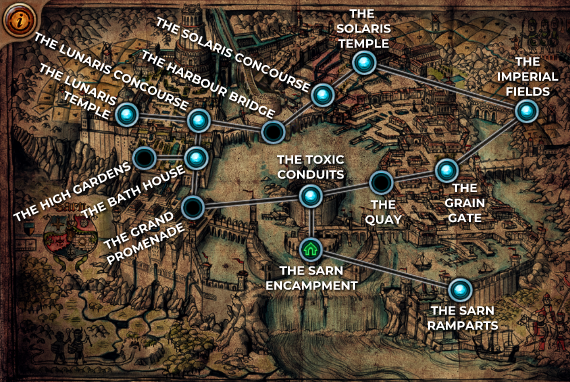 THE SOLARIS CONCOURSE
THE
SOLARIS
TEMPLE
THE LUNARIS CONCOURSE
THE HARBOUR BRIDGE
THE LUNARIS
TEMPLE
THE
IMPERIAL
FIELDS
THE HIGH GARDENS
THE BATH HOUSE
THE TOXIC
CONDUITS
THE GRAND
PROMENADE
THE
QUAY
THE
GRAIN
GATE
THE SARN
ENCAMPMENT
THE SARN
RAMPARTS